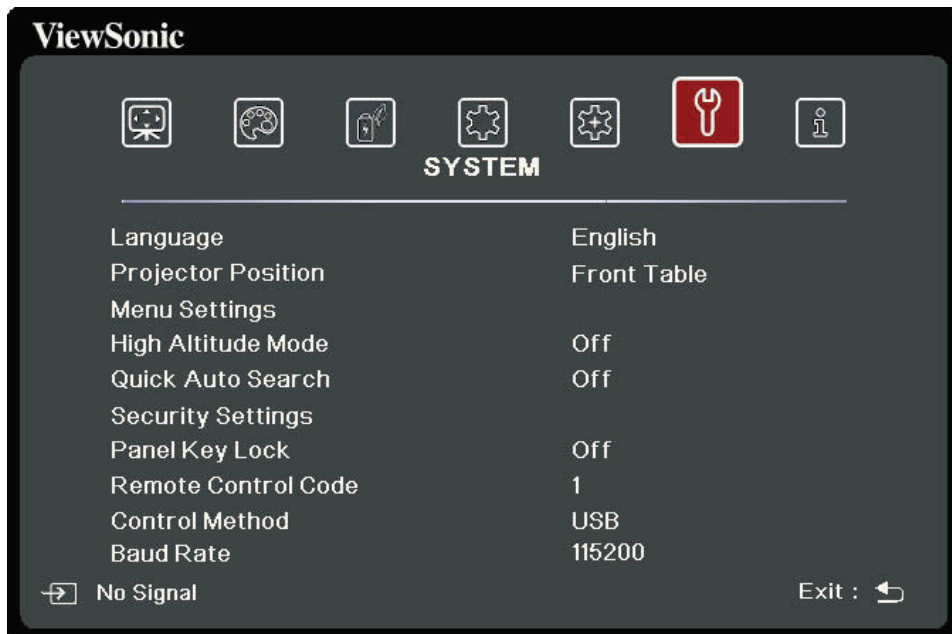 ViewSonic
SYSTEM
Language English
Projector Position Front Table
Menu Settings
High Altitude Mode Off
Quick Auto Search Off
Security Settings
Panel Key Lock Off
Remote Control Code 1
Control Method USB
Baud Rate 115200
No Signal Exit :